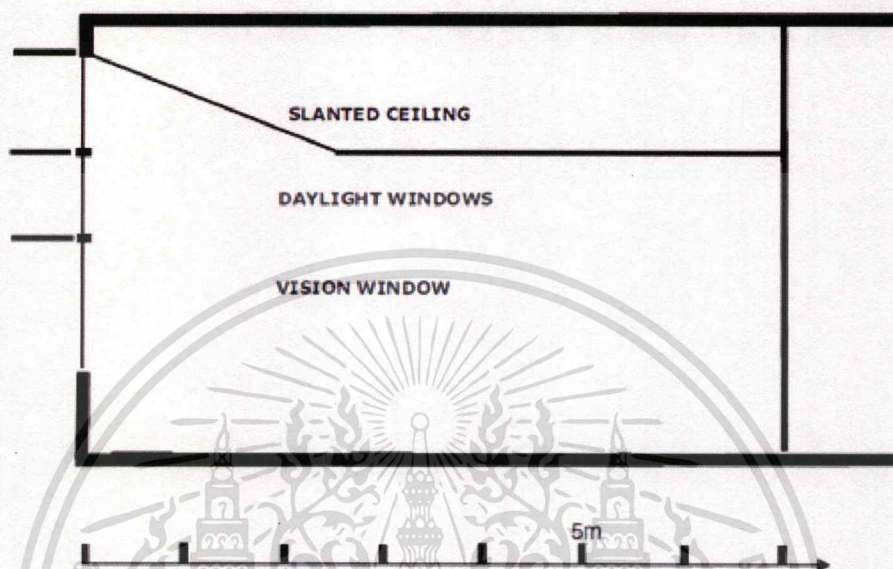 SLANTED CEILING
DAYLIGHT WINDOWS
VISION WINDOW
5m